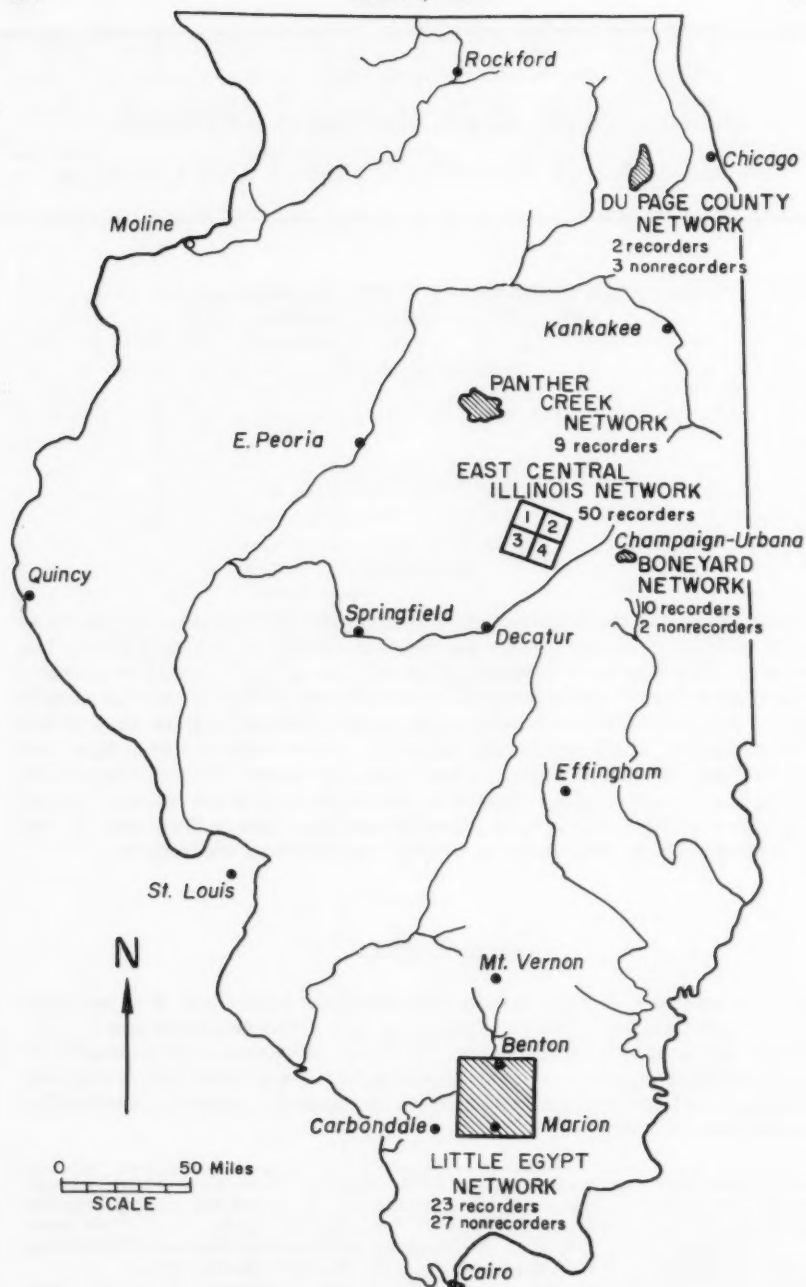 Rockford
Chicago
DU PAGE COUNTY
NETWORK
2 recorders
3 nonrecorders
Moline
Kankakee
PANTHER
CREEK
NETWORK
9 recorders
E. Peoria
EAST CENTRAL
ILLINOIS NETWORK
50 recorders
1 2
3 4
Champaign-Urbana
BONEYARD
NETWORK
10 recorders
2 nonrecorders
Quincy
Springfield
Decatur
Effingham
St. Louis
N
Mt. Vernon
Benton
Carbondale
Marion
LITTLE EGYPT
NETWORK
23 recorders
27 nonrecorders
0 50 Miles
SCALE
Cairo